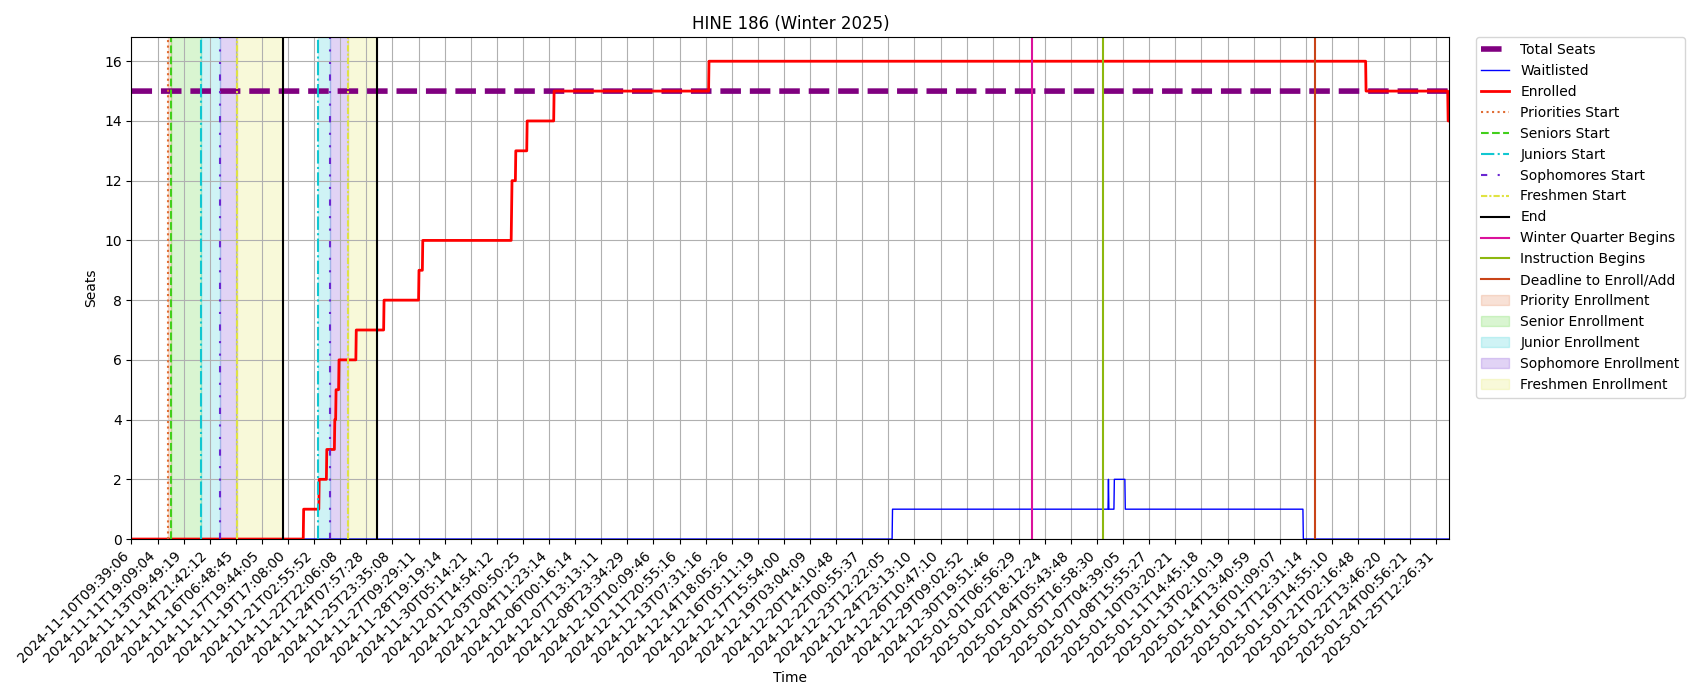 HINE 186 (Winter 2025)
Seats
16
14
12
10
8
6
4
2
0
2024-11-10T09:39:06
2024-11-11T19:09:04
2024-11-13T09:49:19
2024-11-14T21:42:12
2024-11-16T06:48:45
2024-11-17T19:44:05
2024-11-19T17:08:00
2024-11-21T02:55:52
2024-11-22T22:06:08
2024-11-24T07:57:28
2024-11-25T23:35:08
2024-11-27T09:29:11
2024-11-28T19:19:14
2024-11-30T05:14:21
2024-12-01T14:54:12
2024-12-03T00:50:25
2024-12-04T11:23:14
2024-12-06T00:16:14
2024-12-07T13:13:11
2024-12-08T23:34:29
2024-12-10T10:09:46
2024-12-11T20:55:16
2024-12-13T07:31:16
2024-12-14T18:05:26
2024-12-16T05:11:19
2024-12-17T15:54:00
2024-12-19T03:04:09
2024-12-20T14:10:48
2024-12-22T00:55:37
2024-12-23T12:22:05
2024-12-24T23:13:10
2024-12-26T10:47:10
2024-12-29T09:02:52
2024-12-30T19:51:46
2025-01-01T06:56:29
2025-01-02T18:12:24
2025-01-04T05:43:48
2025-01-05T16:58:30
2025-01-07T04:39:05
2025-01-08T15:55:27
2025-01-10T03:20:21
2025-01-11T14:45:18
2025-01-13T02:10:19
2025-01-14T13:40:59
2025-01-16T01:09:07
2025-01-17T12:31:14
2025-01-19T14:55:10
2025-01-21T02:16:48
2025-01-22T13:46:20
2025-01-24T00:56:21
2025-01-25T12:26:31
Time
Total Seats
Waitlisted
Enrolled
Priorities Start
Seniors Start
Juniors Start
Sophomores Start
Freshmen Start
End
Winter Quarter Begins
Instruction Begins
Deadline to Enroll/Add
Priority Enrollment
Senior Enrollment
Junior Enrollment
Sophomore Enrollment
Freshmen Enrollment